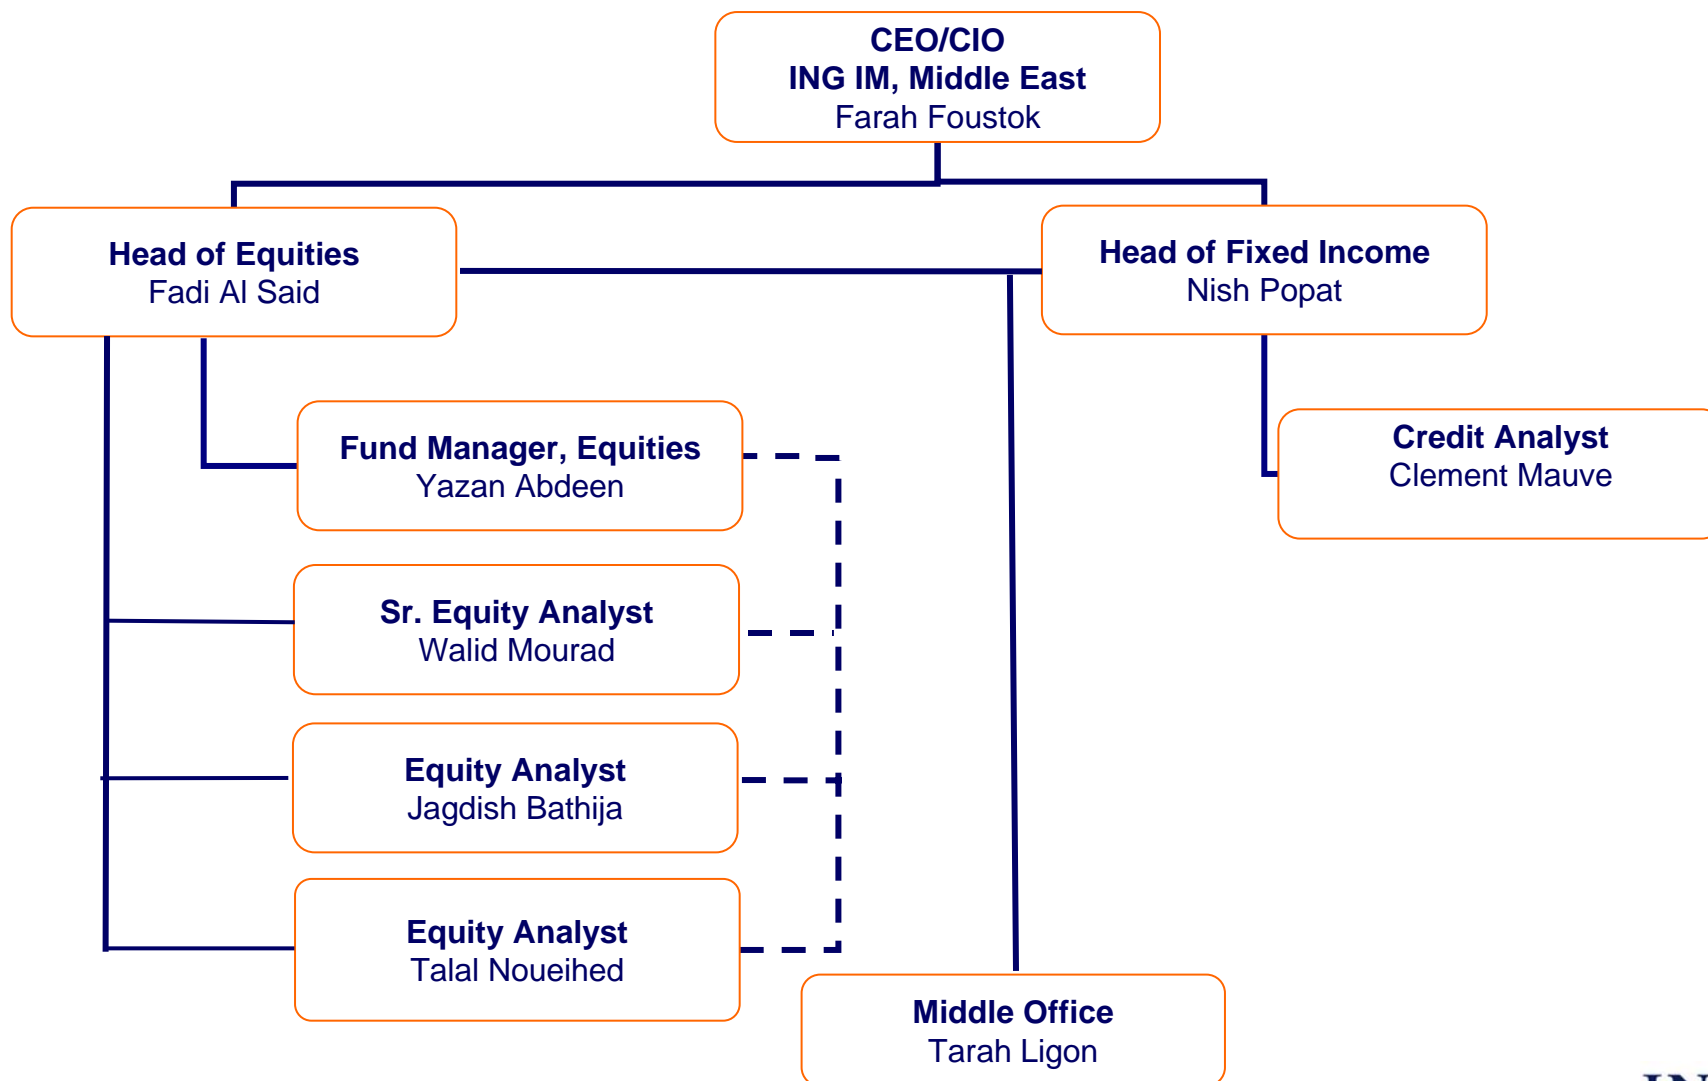 CEO/CIO
ING IM, Middle East
Farah Foustok
Head of Equities
Fadi Al Said
Head of Fixed Income
Nish Popat
Fund Manager, Equities
Yazan Abdeen
Credit Analyst
Clement Mauve
Sr. Equity Analyst
Walid Mourad
Equity Analyst
Jagdish Bathija
Equity Analyst
Talal Noueihed
Middle Office
Tarah Ligon